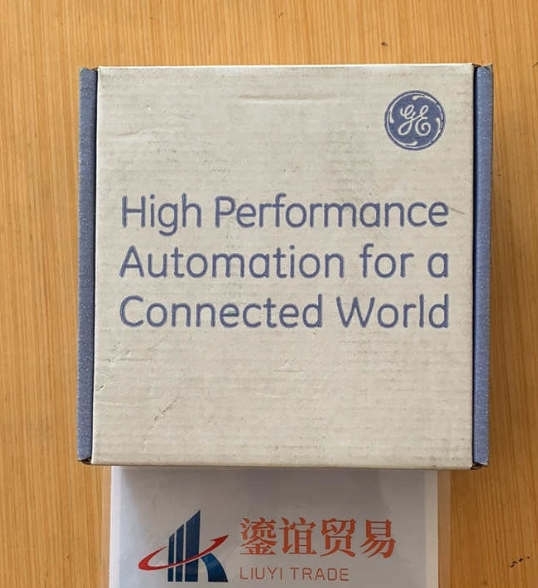 GE
High Performance
Automation for a
Connected World
鎏谊贸易
LIUYI TRADE